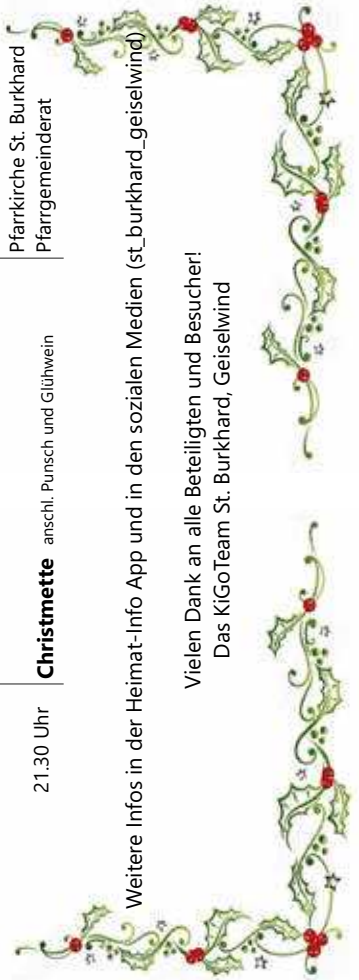 21.30 Uhr Christmette anschl. Punsch und Glühwein Pfarrkirche St. Burkhard
Pfarrgemeinderat
Weitere Infos in der Heimat-Info App und in den sozialen Medien (st_burkhard_geiselwind)
Vielen Dank an alle Beteiligten und Besucher!
Das KiGoTeam St. Burkhard, Geiselwind